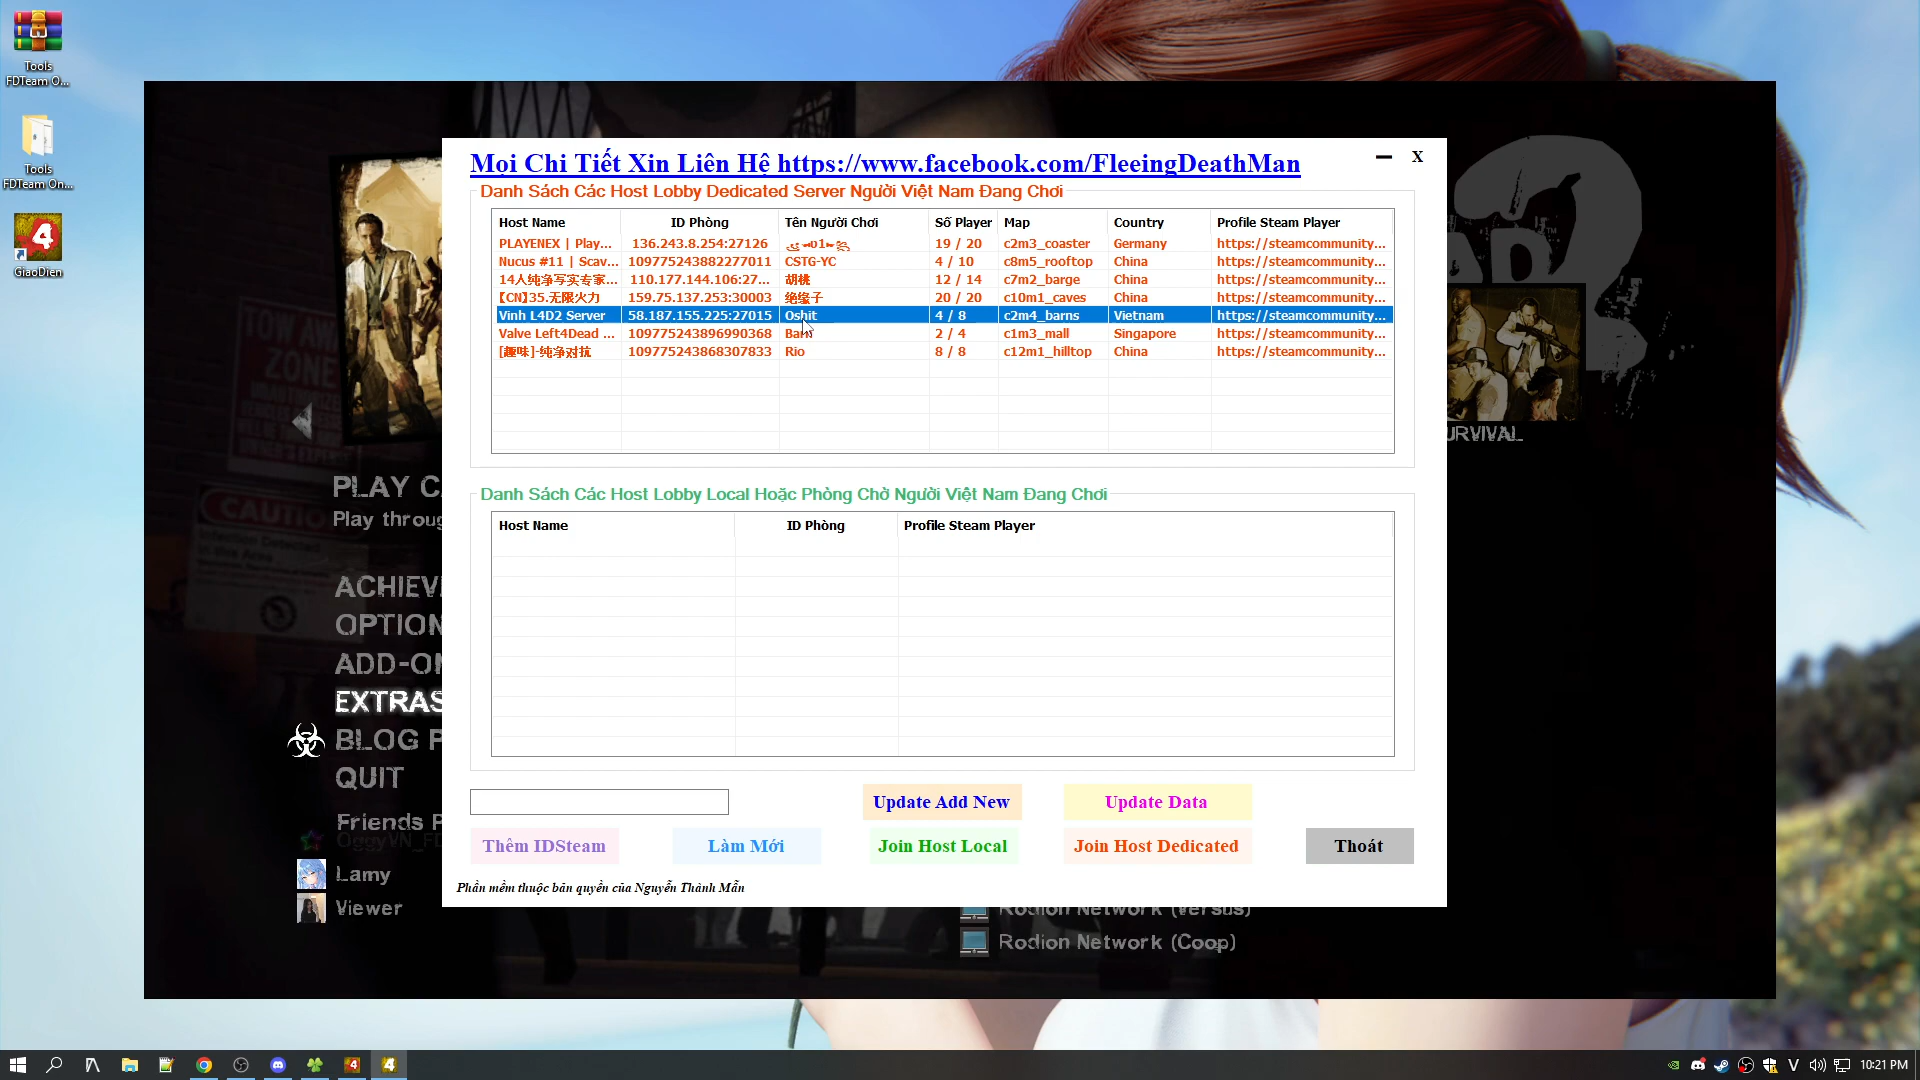 Tools
FDTeam O...
Tools
FDTeam On...
4
GiaoDien
Mọi Chi Tiết Xin Liên Hệ https://www.facebook.com/FleeingDeathMan
X
Danh Sách Các Host Lobby Dedicated Server Người Việt Nam Đang Chơi
Host Name ID Phòng Tên Người Chơi Số Player Map Country Profile Steam Player
PLAYENEX | Play... 136.243.8.254:27126 19 / 20 c2m3_coaster Germany https://steamcommunity...
Nucus #11 | Scav... 109775243882277011 CSTG-YC 4 / 10 c8m5_rooftop China https://steamcommunity...
14人纯净写实专家... 110.177.144.106:27... 胡桃 12 / 14 c7m2_barge China https://steamcommunity...
【CN】35.无限火力 159.75.137.253:30003 绝缘子 20 / 20 c10m1_caves China https://steamcommunity...
Vinh L4D2 Server 58.187.155.225:27015 Oshit 4 / 8 c2m4_barns Vietnam https://steamcommunity...
Valve Left4Dead ... 109775243896990368 2 / 4 c1m3_mall Singapore https://steamcommunity...
[趣味]-纯净对抗 109775243868307833 Rio 8 / 8 c12m1_hilltop China https://steamcommunity...
Danh Sách Các Host Lobby Local Hoặc Phòng Chờ Người Việt Nam Đang Chơi
Host Name ID Phòng Profile Steam Player
Update Add New Update Data
Thêm IDSteam Làm Mới Join Host Local Join Host Dedicated Thoát
Phần mềm thuộc bản quyền của Nguyễn Thành Mẫn
TOW AWAY
ZONE
CAUTIO
PLAY C
Play throug
ACHIEV
OPTION
ADD-ON
EXTRAS
BLOG P
QUIT
Friends P
OggyVN_FD
Lamy
Viewer
URVIVAL
Rodion Network (Versus)
Rodion Network (Coop)
10:21 PM